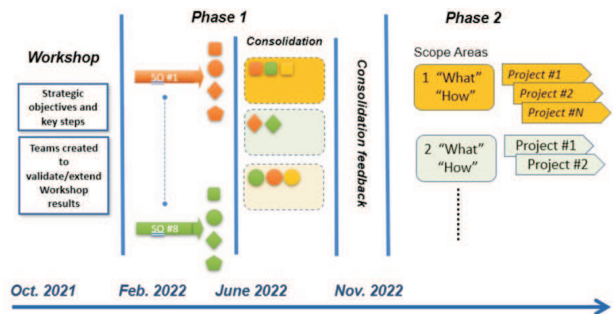 Phase 1
Phase 2
Workshop
Strategic
objectives and
key steps
Teams created
to
validate/extend
Workshop
results
SO #1
SO #8
Consolidation
Consolidation feedback
Scope Areas
1 "What"
"How"
Project #1
Project #2
Project #N
2 "What"
"How"
Project #1
Project #2
Oct. 2021
Feb. 2022
June 2022
Nov. 2022